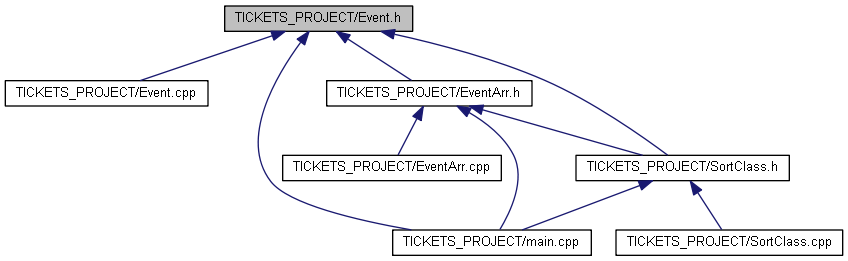 TICKETS_PROJECT/Event.h
TICKETS_PROJECT/Event.cpp
TICKETS_PROJECT/EventArr.h
TICKETS_PROJECT/EventArr.cpp
TICKETS_PROJECT/SortClass.h
TICKETS_PROJECT/main.cpp
TICKETS_PROJECT/SortClass.cpp